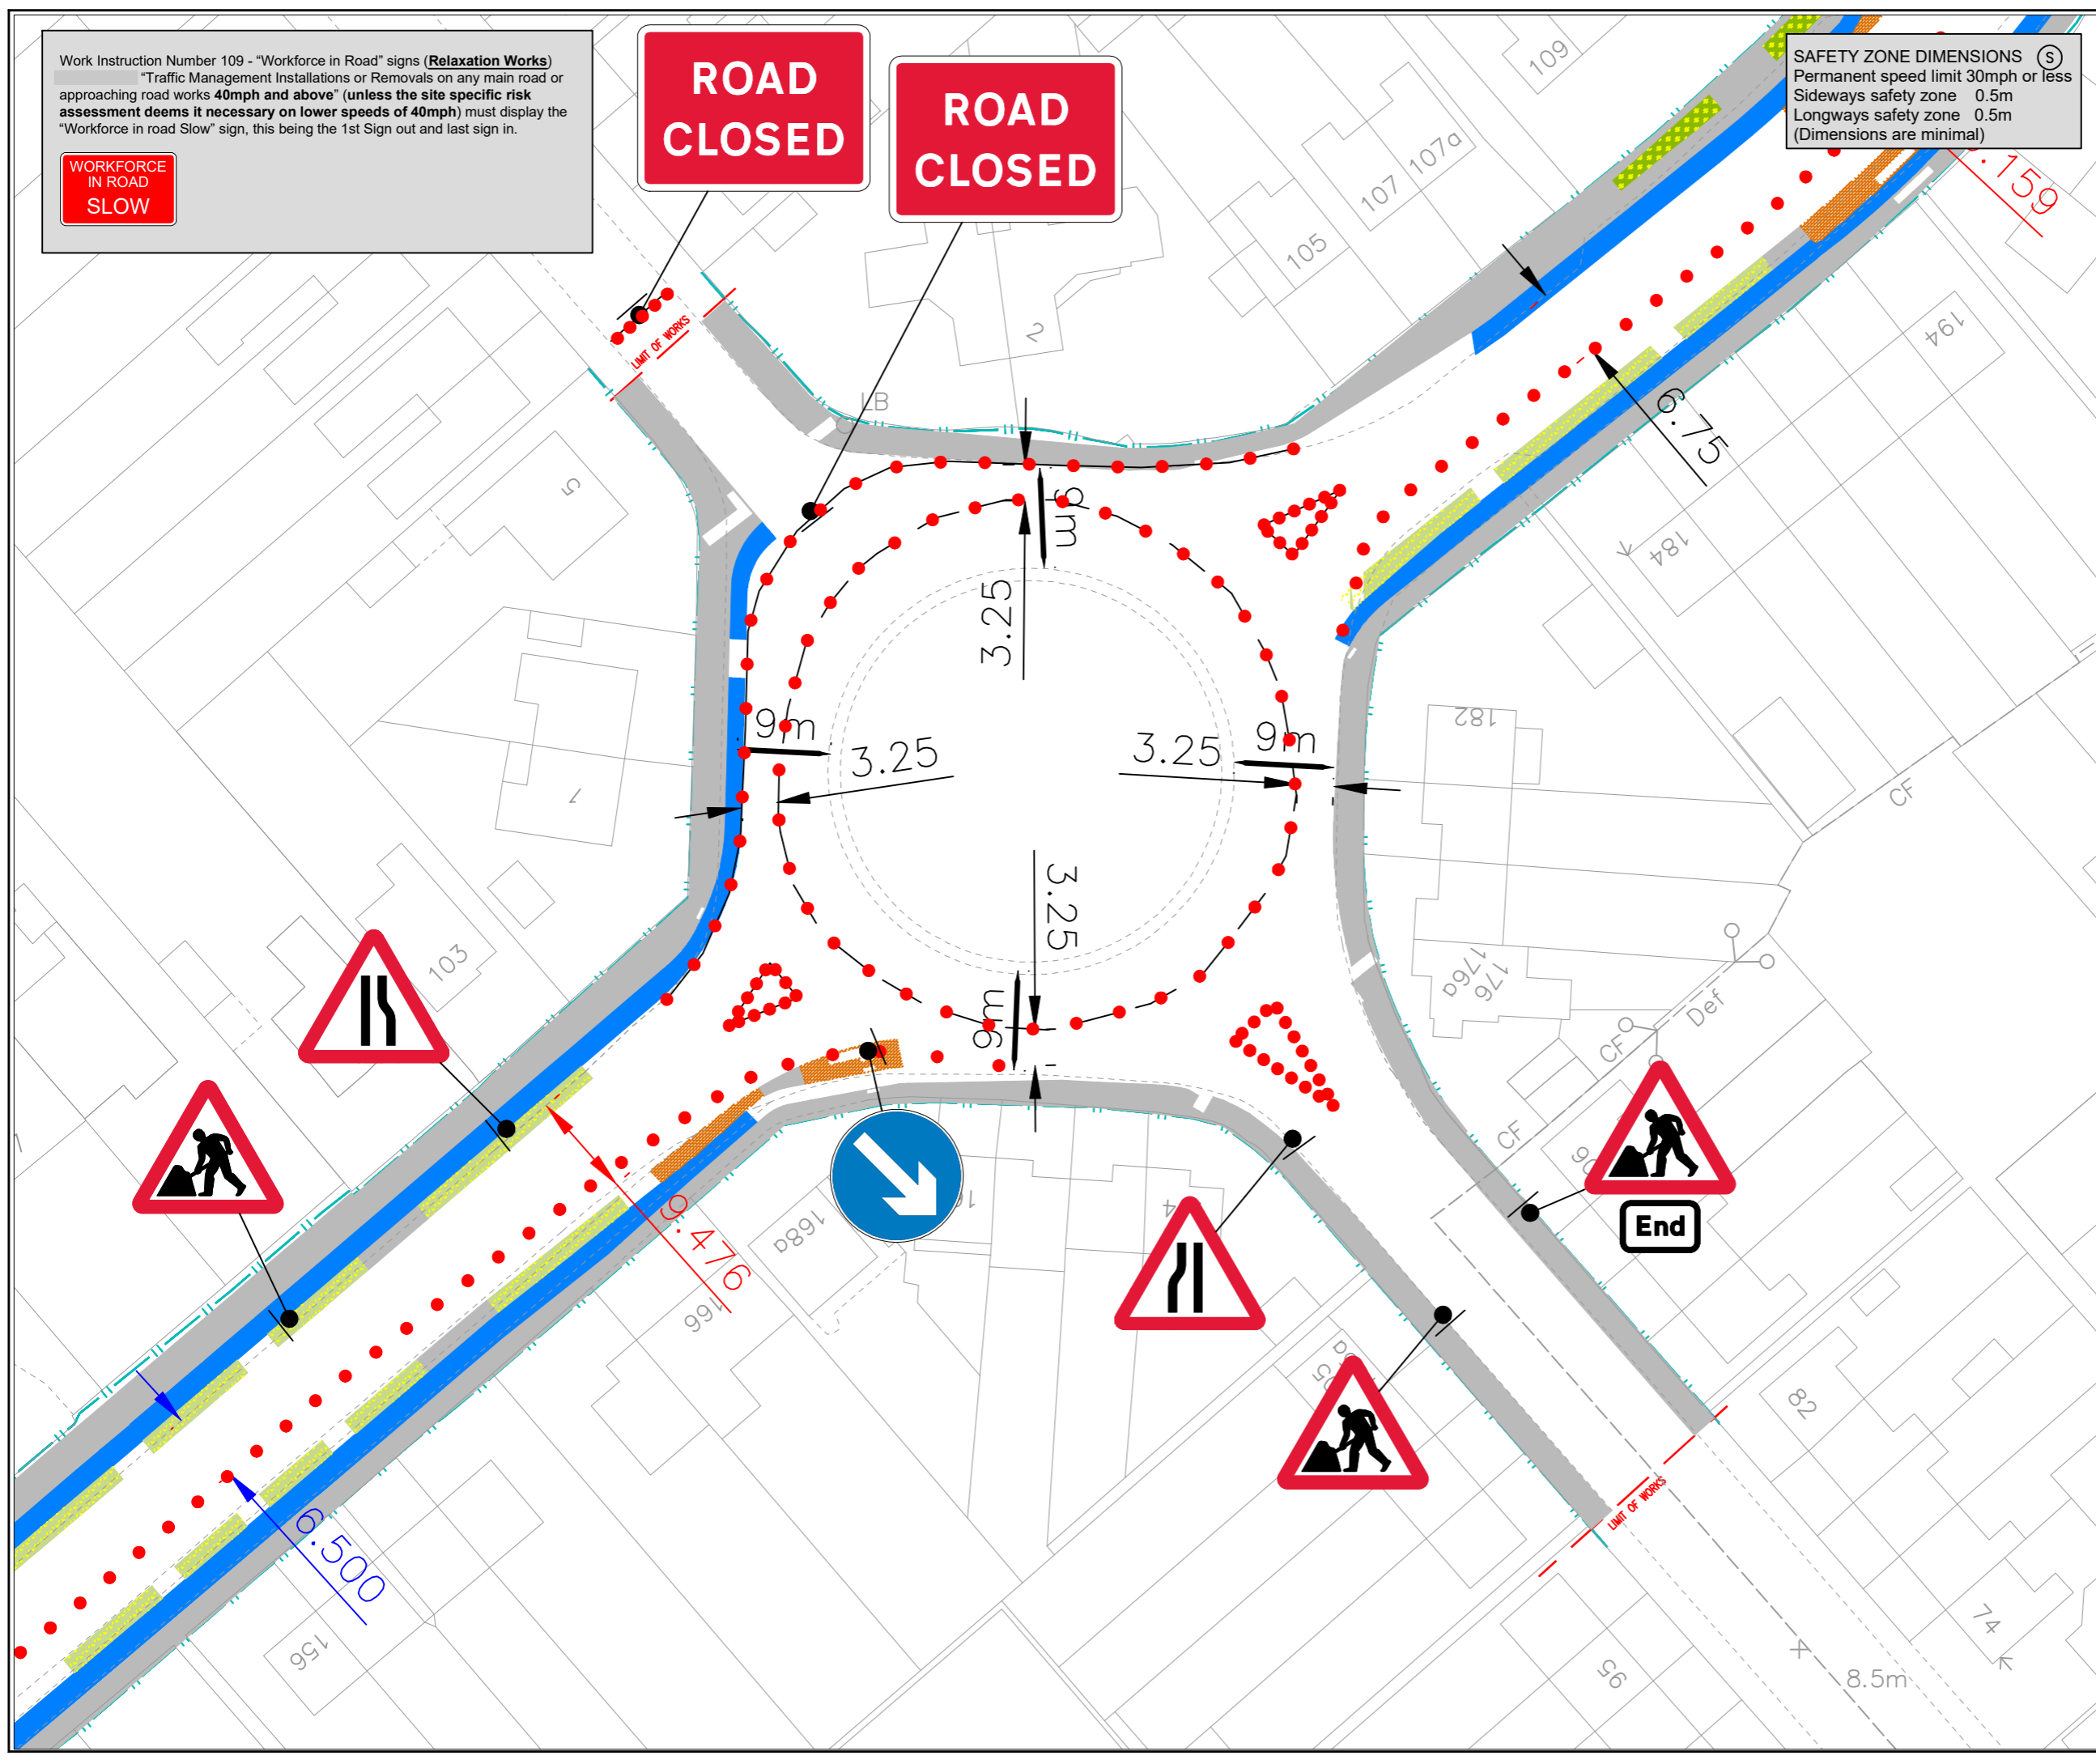 Work Instruction Number 109 - “Workforce in Road” signs (Relaxation Works)
“Traffic Management Installations or Removals on any main road or
approaching road works 40mph and above” (unless the site specific risk
assessment deems it necessary on lower speeds of 40mph) must display the
“Workforce in road Slow” sign, this being the 1st Sign out and last sign in.
WORKFORCE
IN ROAD
SLOW
ROAD
CLOSED
ROAD
CLOSED
SAFETY ZONE DIMENSIONS S
Permanent speed limit 30mph or less
Sideways safety zone 0.5m
Longways safety zone 0.5m
(Dimensions are minimal)
109
107a
107
105
.159
194
184
6.75
2
LB
5
LIMIT OF WORKS
9m
3.25
9m
3.25
3.25
9m
182
1
CF
3.25
9m
103
176a
176
Def
CF
CF
End
168a
166
9.476
82
LIMIT OF WORKS
6.500
156
95
74
8.5m